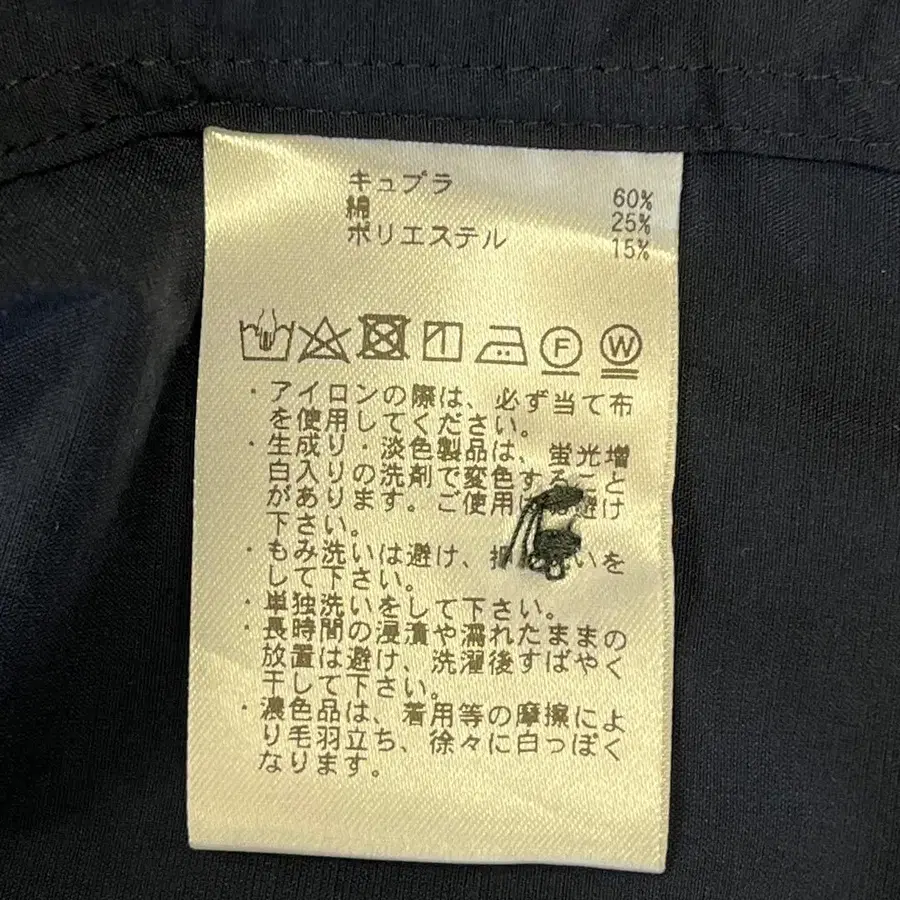 キュプラ 60%
綿 25%
ポリエステル 15%
F W
・アイロンの際は、必ず当て布
を使用してください。
・生成り・淡色製品は、蛍光増
白入りの洗剤で変色すること
があります。ご使用は避け
下さい。
・もみ洗いは避け、押し洗いを
して下さい。
・単独洗いをして下さい。
・長時間の浸漬や濡れたままの
放置は避け、洗濯後すばやく
干して下さい。
・濃色品は、着用等の摩擦によ
り毛羽立ち、徐々に白っぽく
なります。